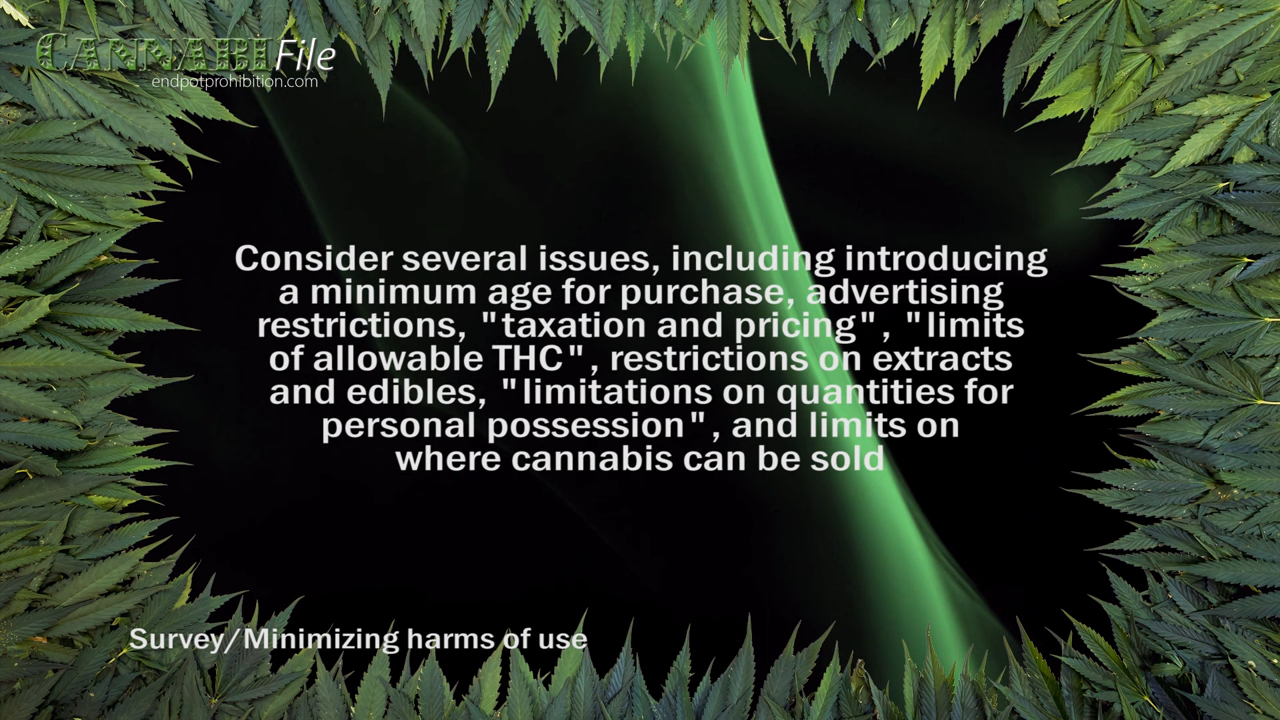 CANNABI File
endpotprohibition.com
Consider several issues, including introducing
a minimum age for purchase, advertising
restrictions, "taxation and pricing", "limits
of allowable THC", restrictions on extracts
and edibles, "limitations on quantities for
personal possession", and limits on
where cannabis can be sold
Survey/Minimizing harms of use